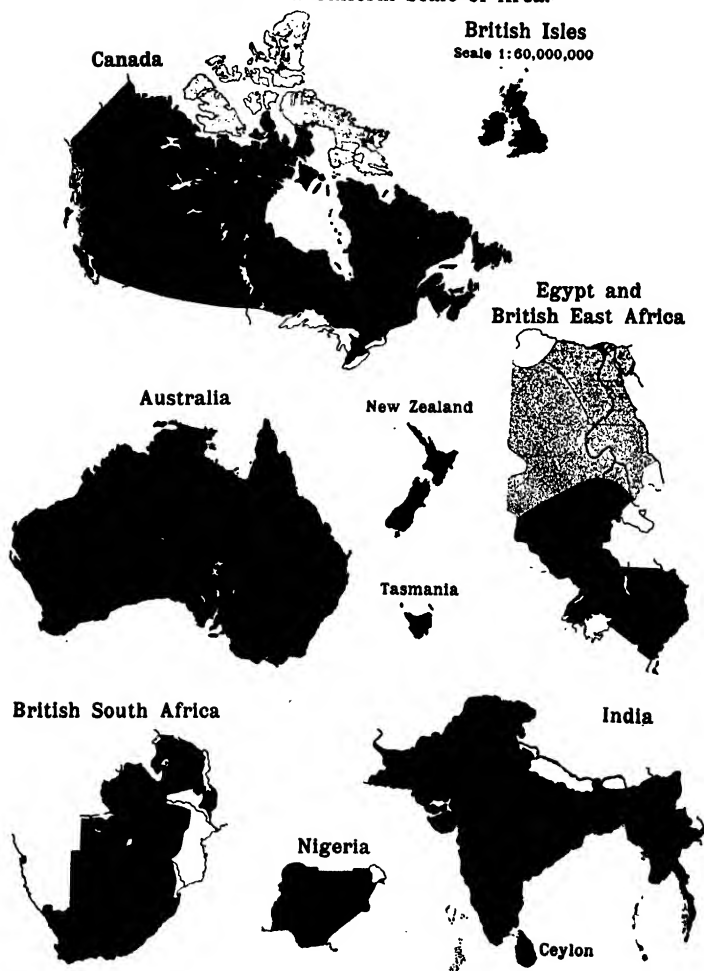 Scale of Area.
British Isles
Scale 1:60,000,000
Canada
Egypt and
British East Africa
Australia
New Zealand
Tasmania
British South Africa
India
Nigeria
Ceylon